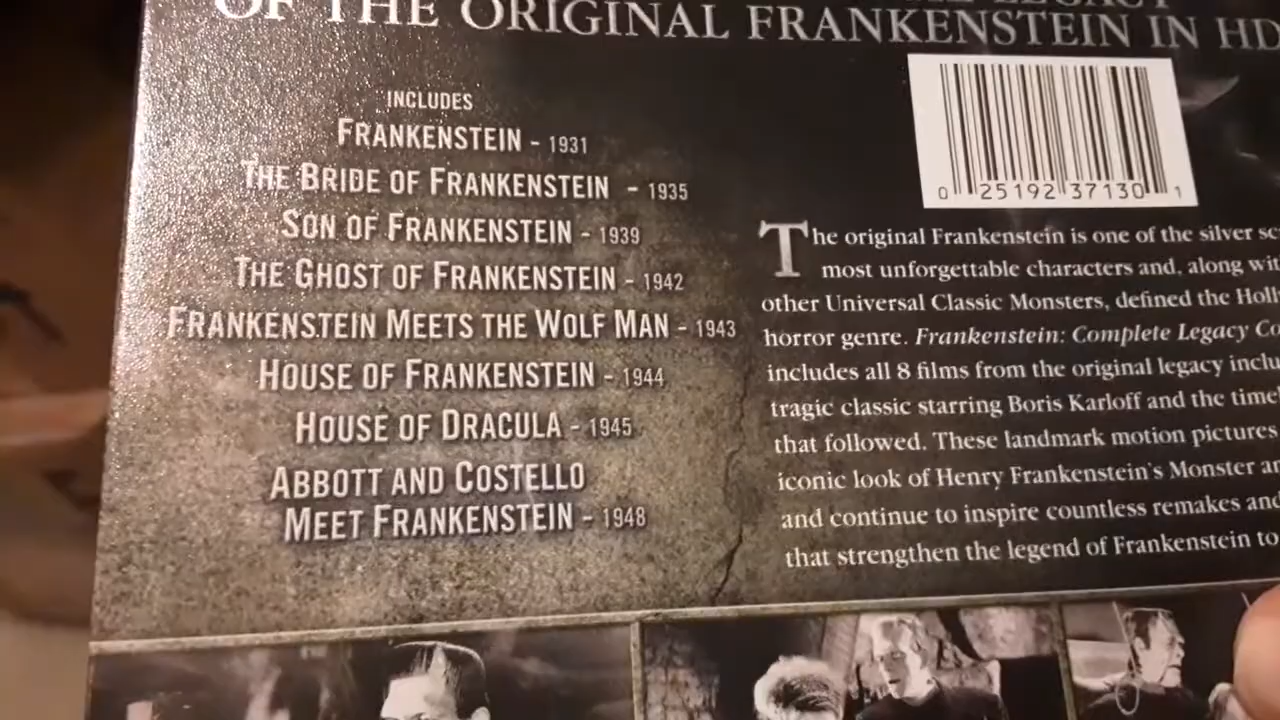 LEGACY
OF THE ORIGINAL FRANKENSTEIN IN HD
INCLUDES
FRANKENSTEIN - 1931
THE BRIDE OF FRANKENSTEIN - 1935
SON OF FRANKENSTEIN - 1939
THE GHOST OF FRANKENSTEIN - 1942
FRANKENSTEIN MEETS THE WOLF MAN - 1943
HOUSE OF FRANKENSTEIN - 1944
HOUSE OF DRACULA - 1945
ABBOTT AND COSTELLO
MEET FRANKENSTEIN - 1948
0 25192 37130 1
The original Frankenstein is one of the silver
most unforgettable characters and, along
other Universal Classic Monsters, defined the
horror genre. Frankenstein: Complete Legacy
includes all 8 films from the original legacy
tragic classic starring Boris Karloff and the
that followed. These landmark motion pictures
iconic look of Henry Frankenstein's Monster
and continue to inspire countless remakes
that strengthen the legend of Frankenstein to